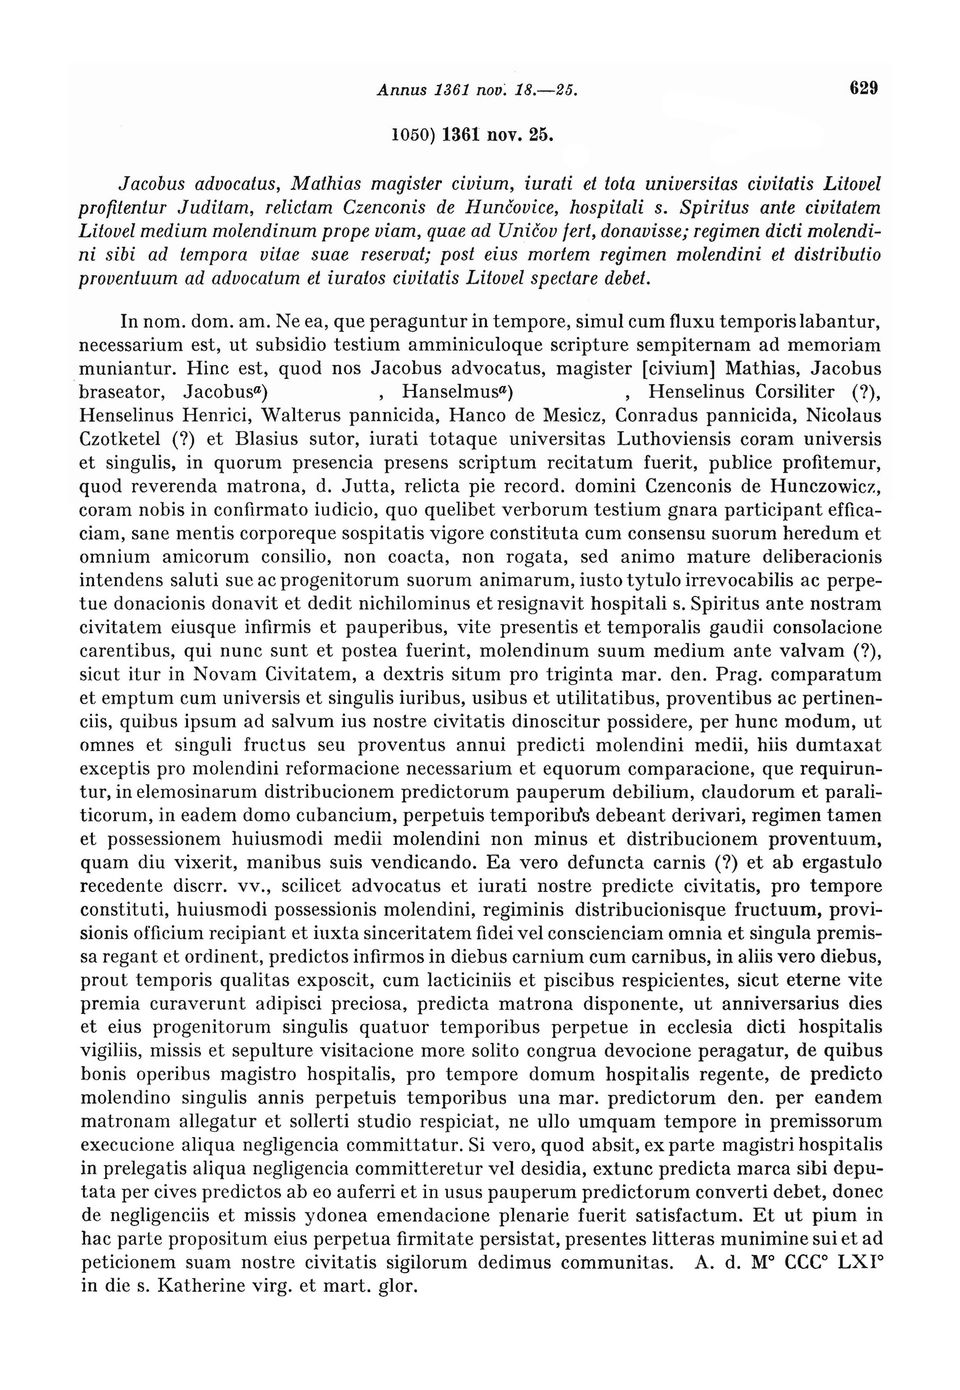 Annus 1361 nov. 18.—25. 629
1050) 1361 nov. 25.
Jacobus advocatus, Mathias magister civium, iurati et tota universitas civitatis Litovel
profitentur Juditam, relictam Czenconis de Hunčovice, hospitali s. Spiritus ante civitatem
Litovel medium molendinum prope viam, quae ad Uničov fert, donavisse; regimen dicti molendi-
ni sibi ad tempora vitae suae reservat; post eius mortem regimen molendini et distributio
proventuum ad advocatum et iuratos civitatis Litovel spectare debet.
In nom. dom. am. Ne ea, que peraguntur in tempore, simul cum fluxu temporis labantur,
necessarium est, ut subsidio testium amminiculoque scripture sempiternam ad memoriam
muniantur. Hinc est, quod nos Jacobus advocatus, magister [civium] Mathias, Jacobus
braseator, Jacobusa) , Hanselmusa) , Henselinus Corsiliter (?),
Henselinus Henrici, Walterus pannicida, Hanco de Mesicz, Conradus pannicida, Nicolaus
Czotketel (?) et Blasius sutor, iurati totaque universitas Luthoviensis coram universis
et singulis, in quorum presencia presens scriptum recitatum fuerit, publice profitemur,
quod reverenda matrona, d. Jutta, relicta pie record. domini Czenconis de Hunczowicz,
coram nobis in confirmato iudicio, quo quelibet verborum testium gnara participant effica-
ciam, sane mentis corporeque sospitatis vigore constituta cum consensu suorum heredum et
omnium amicorum consilio, non coacta, non rogata, sed animo mature deliberacionis
intendens saluti sue ac progenitorum suorum animarum, iusto tytulo irrevocabilis ac perpe-
tue donacionis donavit et dedit nichilominus et resignavit hospitali s. Spiritus ante nostram
civitatem eiusque infirmis et pauperibus, vite presentis et temporalis gaudii consolacione
carentibus, qui nunc sunt et postea fuerint, molendinum suum medium ante valvam (?),
sicut itur in Novam Civitatem, a dextris situm pro triginta mar. den. Prag. comparatum
et emptum cum universis et singulis iuribus, usibus et utilitatibus, proventibus ac pertinen-
ciis, quibus ipsum ad salvum ius nostre civitatis dinoscitur possidere, per hunc modum, ut
omnes et singuli fructus seu proventus annui predicti molendini medii, hiis dumtaxat
exceptis pro molendini reformacione necessarium et equorum comparacione, que requirun-
tur, in elemosinarum distribucionem predictorum pauperum debilium, claudorum et parali-
ticorum, in eadem domo cubancium, perpetuis temporibus debeant derivari, regimen tamen
et possessionem huiusmodi medii molendini non minus et distribucionem proventuum,
quam diu vixerit, manibus suis vendicando. Ea vero defuncta carnis (?) et ab ergastulo
recedente discrr. vv., scilicet advocatus et iurati nostre predicte civitatis, pro tempore
constituti, huiusmodi possessionis molendini, regiminis distribucionisque fructuum, provi-
sionis officium recipiant et iuxta sinceritatem fidei vel conscienciam omnia et singula premis-
sa regant et ordinent, predictos infirmos in diebus carnium cum carnibus, in aliis vero diebus,
prout temporis qualitas exposcit, cum lacticiniis et piscibus respicientes, sicut eterne vite
premia curaverunt adipisci preciosa, predicta matrona disponente, ut anniversarius dies
et eius progenitorum singulis quatuor temporibus perpetue in ecclesia dicti hospitalis
vigiliis, missis et sepulture visitacione more solito congrua devocione peragatur, de quibus
bonis operibus magistro hospitalis, pro tempore domum hospitalis regente, de predicto
molendino singulis annis perpetuis temporibus una mar. predictorum den. per eandem
matronam allegatur et sollerti studio respiciat, ne ullo umquam tempore in premissorum
execucione aliqua negligencia committatur. Si vero, quod absit, ex parte magistri hospitalis
in prelegatis aliqua negligencia committeretur vel desidia, extunc predicta marca sibi depu-
tata per cives predictos ab eo auferri et in usus pauperum predictorum converti debet, donec
de negligenciis et missis ydonea emendacione plenarie fuerit satisfactum. Et ut pium in
hac parte propositum eius perpetua firmitate persistat, presentes litteras munimine sui et ad
peticionem suam nostre civitatis sigilorum dedimus communitas. A. d. M° CCC° LXI°
in die s. Katherine virg. et mart. glor.